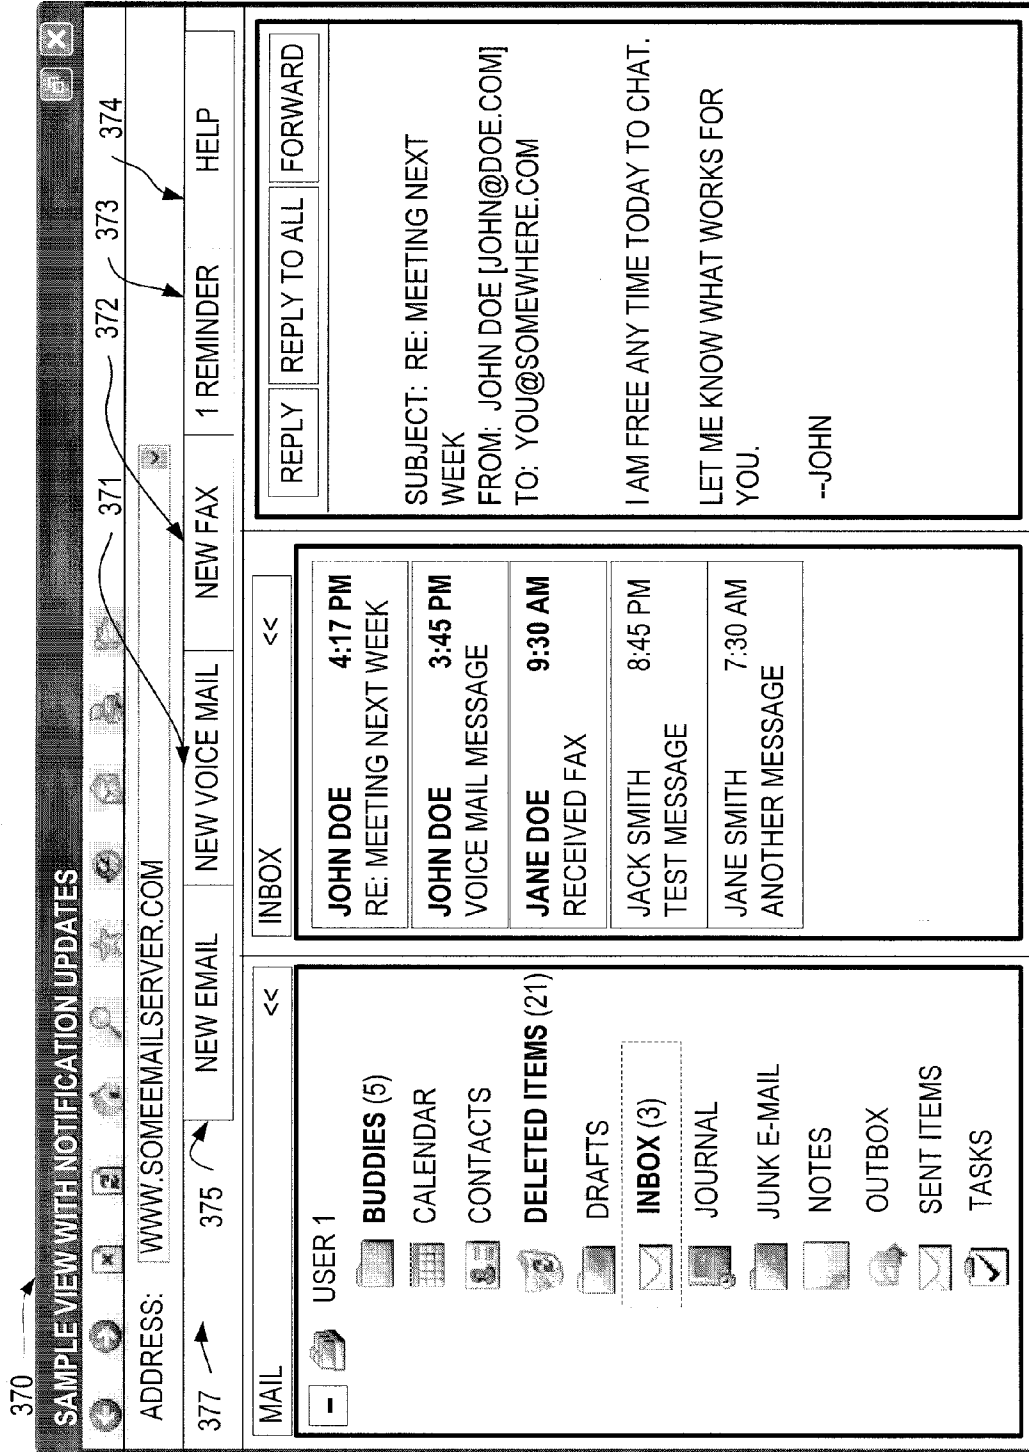 370
SAMPLE VIEW WITH NOTIFICATION UPDATES
ADDRESS: WWW.SOMEEMAILSERVER.COM
371 372 373 374
377 375 NEW EMAIL NEW VOICE MAIL NEW FAX 1 REMINDER HELP
MAIL <<
USER 1
BUDDIES (5)
CALENDAR
CONTACTS
DELETED ITEMS (21)
DRAFTS
INBOX (3)
JOURNAL
JUNK E-MAIL
NOTES
OUTBOX
SENT ITEMS
TASKS
INBOX <<
JOHN DOE 4:17 PM
RE: MEETING NEXT WEEK
JOHN DOE 3:45 PM
VOICE MAIL MESSAGE
JANE DOE 9:30 AM
RECEIVED FAX
JACK SMITH 8:45 PM
TEST MESSAGE
JANE SMITH 7:30 AM
ANOTHER MESSAGE
REPLY REPLY TO ALL FORWARD
SUBJECT: RE: MEETING NEXT
WEEK
FROM: JOHN DOE [JOHN@DOE.COM]
TO: YOU@SOMEWHERE.COM
I AM FREE ANY TIME TODAY TO CHAT.
LET ME KNOW WHAT WORKS FOR
YOU.
--JOHN